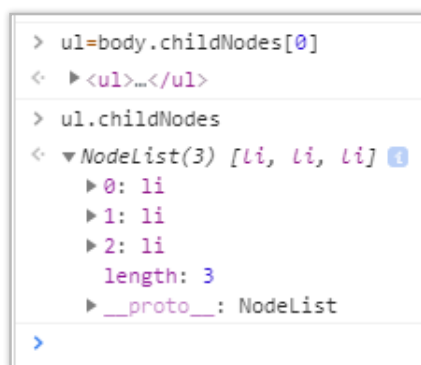 > ul=body.childNodes[0]
<· ▶<ul>…</ul>
> ul.childNodes
<· ▼NodeList(3) [li, li, li] i
▶0: li
▶1: li
▶2: li
length: 3
▶__proto__: NodeList
>